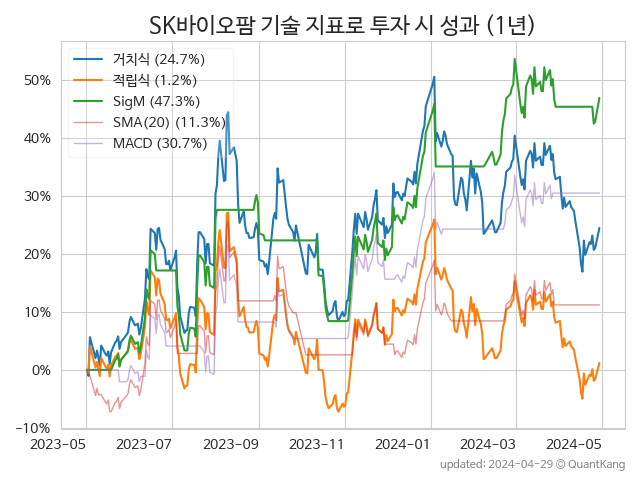 SK바이오팜 기술 지표로 투자 시 성과 (1년)
거치식 (24.7%)
적립식 (1.2%)
SigM (47.3%)
SMA(20) (11.3%)
MACD (30.7%)
50%
40%
30%
20%
10%
0%
−10%
2023-05 2023-07 2023-09 2023-11 2024-01 2024-03 2024-05
updated: 2024-04-29 © QuantKang